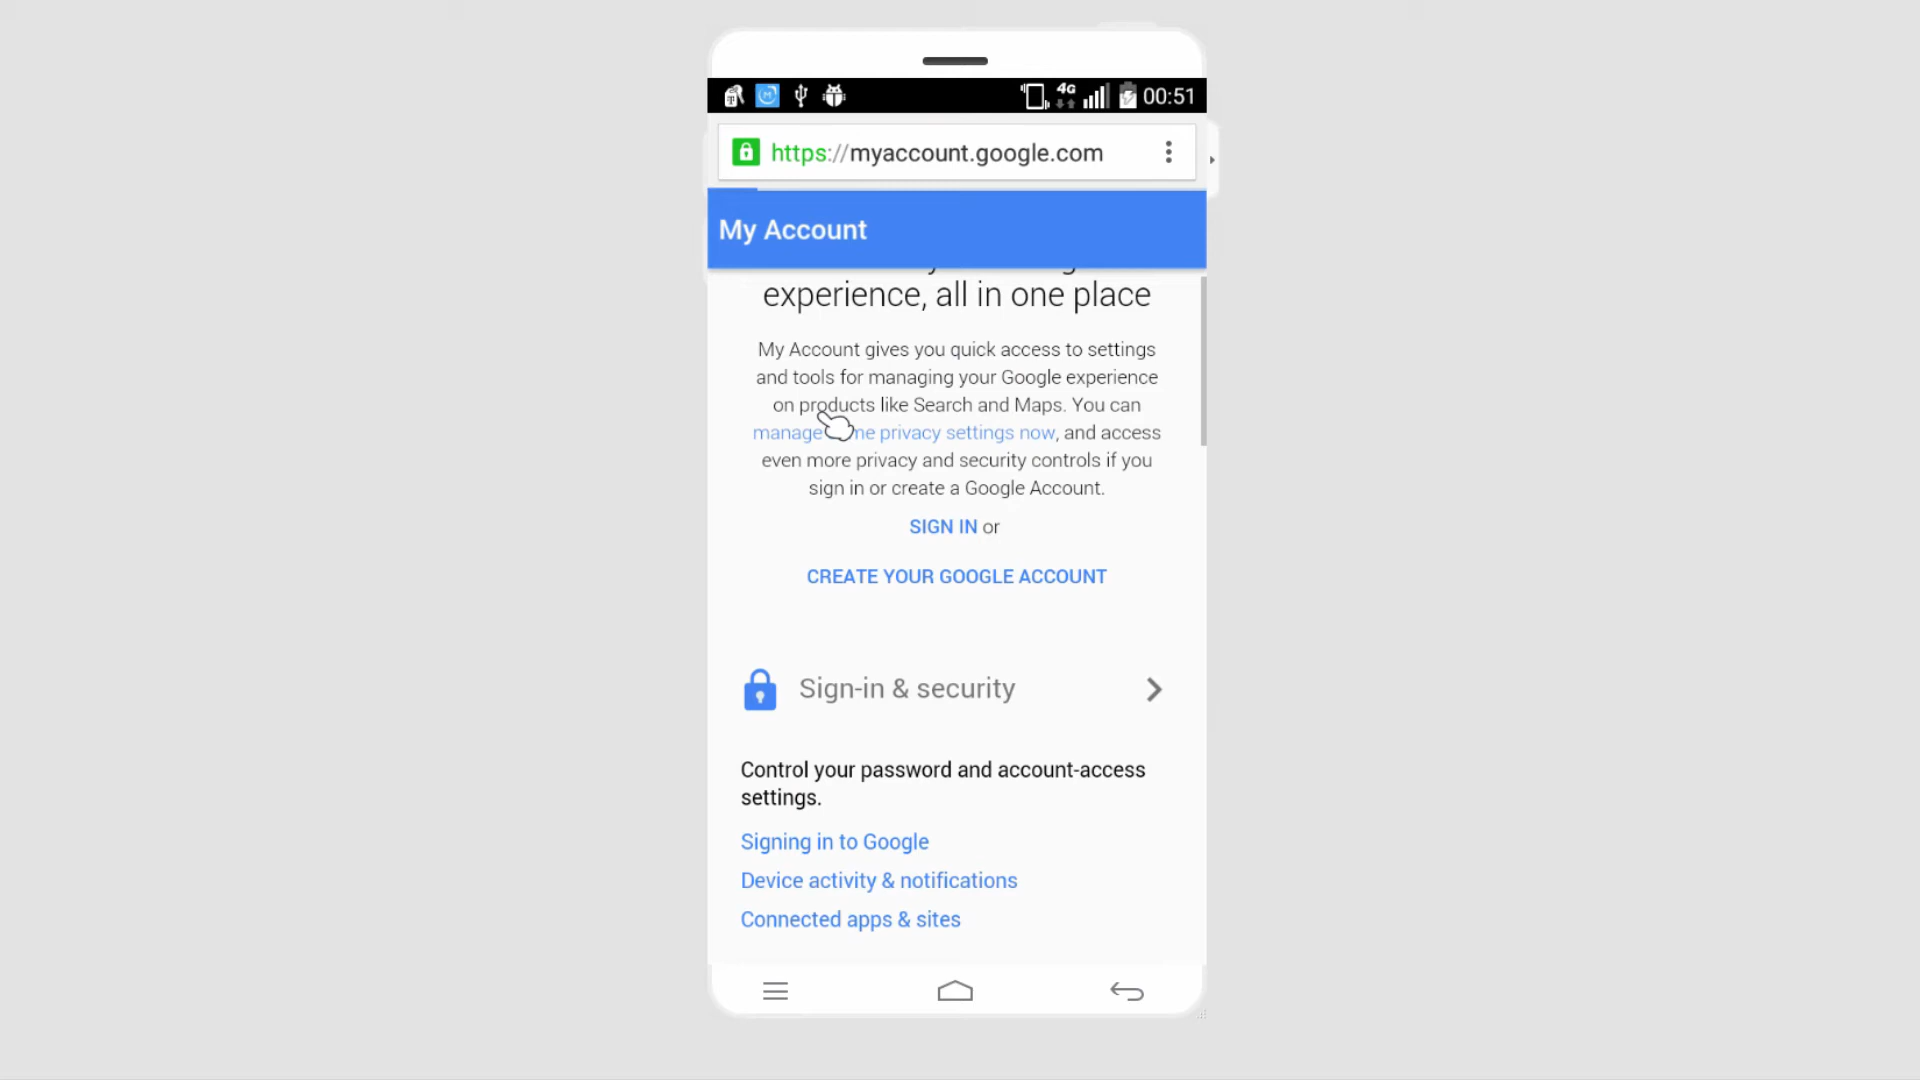 4G
00:51
https://myaccount.google.com
My Account
experience, all in one place
My Account gives you quick access to settings
and tools for managing your Google experience
on products like Search and Maps. You can
manage me privacy settings now, and access
even more privacy and security controls if you
sign in or create a Google Account.
SIGN IN or
CREATE YOUR GOOGLE ACCOUNT
Sign-in & security
Control your password and account-access
settings.
Signing in to Google
Device activity & notifications
Connected apps & sites